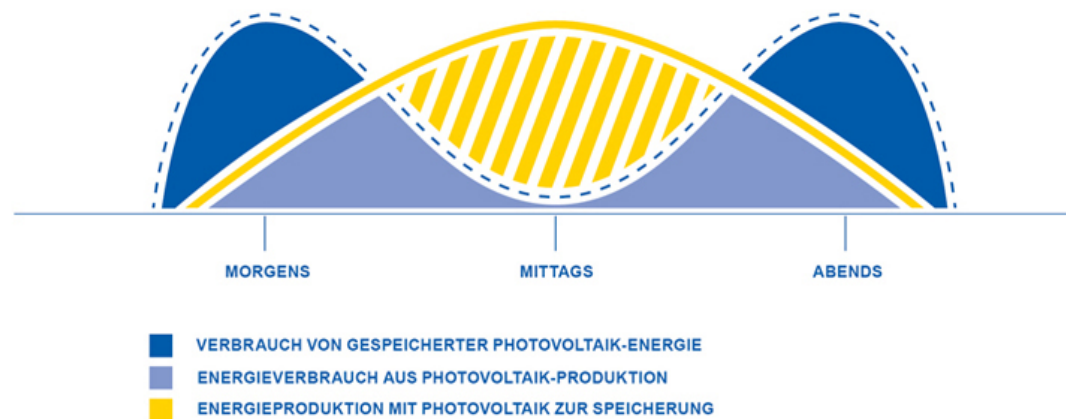 MORGENS
MITTAGS
ABENDS
VERBRAUCH VON GESPEICHERTER PHOTOVOLTAIK-ENERGIE
ENERGIEVERBRAUCH AUS PHOTOVOLTAIK-PRODUKTION
ENERGIEPRODUKTION MIT PHOTOVOLTAIK ZUR SPEICHERUNG